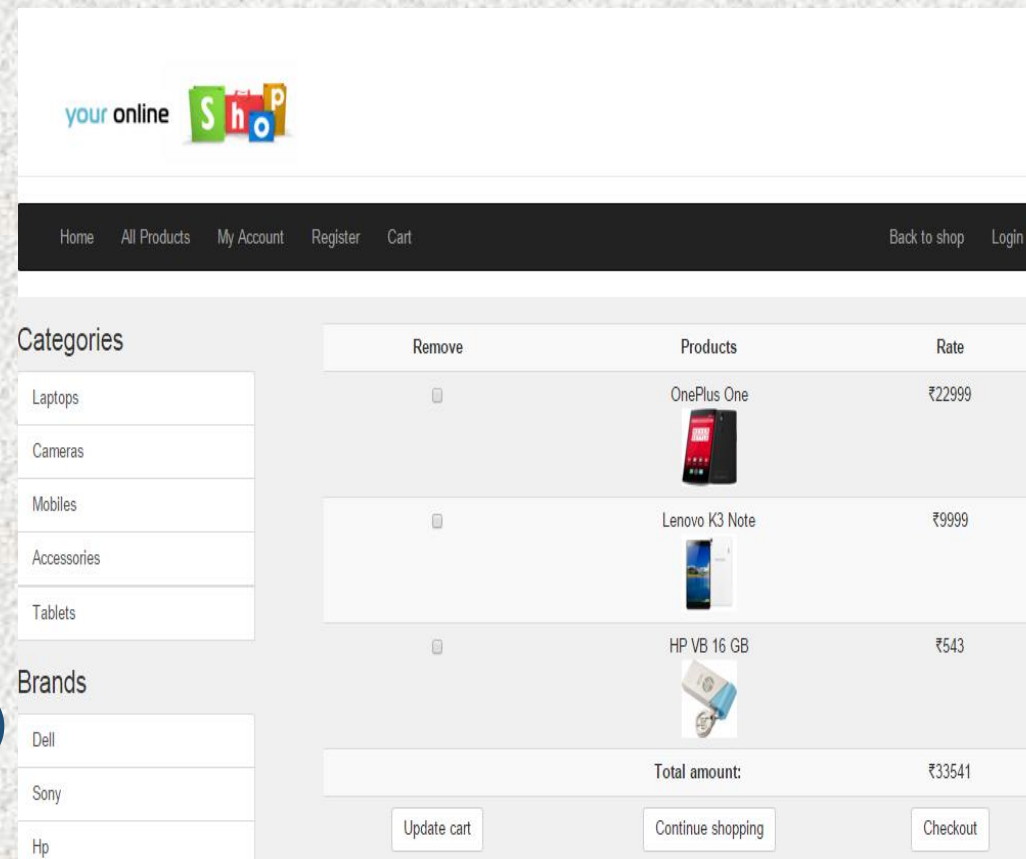 your online Shop
Home All Products My Account Register Cart Back to shop Login
Categories
Laptops
Cameras
Mobiles
Accessories
Tablets
Brands
Dell
Sony
Hp
Remove Products Rate
OnePlus One ₹22999
Lenovo K3 Note ₹9999
HP VB 16 GB ₹543
Total amount: ₹33541
Update cart Continue shopping Checkout